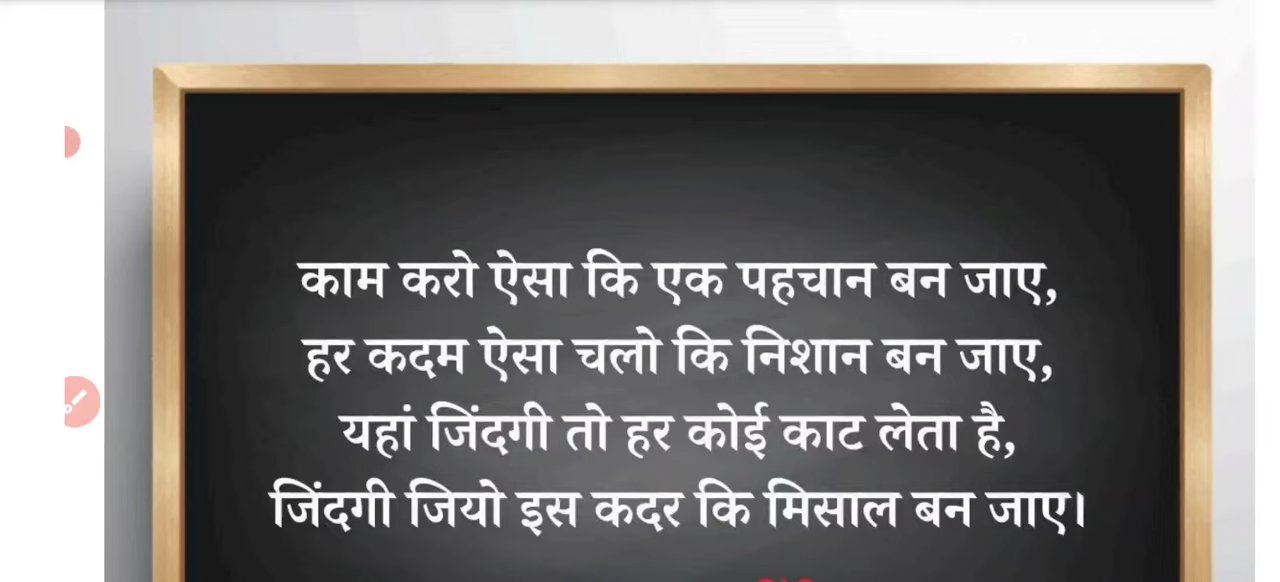 काम करो ऐसा कि एक पहचान बन जाए,
हर कदम ऐसा चलो कि निशान बन जाए,
यहां जिंदगी तो हर कोई काट लेता है,
जिंदगी जियो इस कदर कि मिसाल बन जाए।